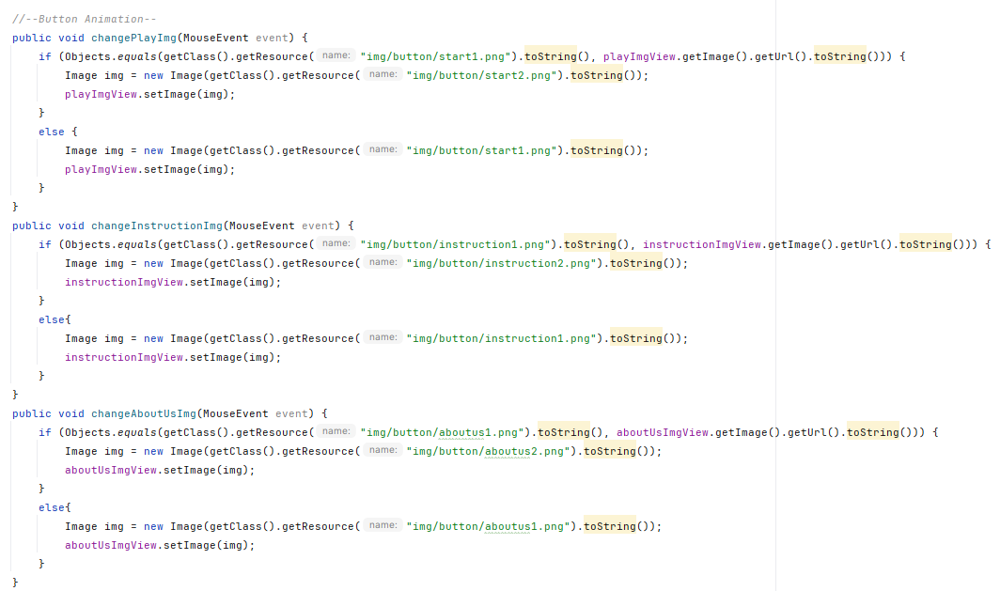 //--Button Animation--
public void changePlayImg(MouseEvent event) {
    if (Objects.equals(getClass().getResource( name: "img/button/start1.png").toString(), playImgView.getImage().getUrl().toString())) {
        Image img = new Image(getClass().getResource( name: "img/button/start2.png").toString());
        playImgView.setImage(img);
    }
    else {
        Image img = new Image(getClass().getResource( name: "img/button/start1.png").toString());
        playImgView.setImage(img);
    }
}
public void changeInstructionImg(MouseEvent event) {
    if (Objects.equals(getClass().getResource( name: "img/button/instruction1.png").toString(), instructionImgView.getImage().getUrl().toString())) {
        Image img = new Image(getClass().getResource( name: "img/button/instruction2.png").toString());
        instructionImgView.setImage(img);
    }
    else{
        Image img = new Image(getClass().getResource( name: "img/button/instruction1.png").toString());
        instructionImgView.setImage(img);
    }
}
public void changeAboutUsImg(MouseEvent event) {
    if (Objects.equals(getClass().getResource( name: "img/button/aboutus1.png").toString(), aboutUsImgView.getImage().getUrl().toString())) {
        Image img = new Image(getClass().getResource( name: "img/button/aboutus2.png").toString());
        aboutUsImgView.setImage(img);
    }
    else{
        Image img = new Image(getClass().getResource( name: "img/button/aboutus1.png").toString());
        aboutUsImgView.setImage(img);
    }
}